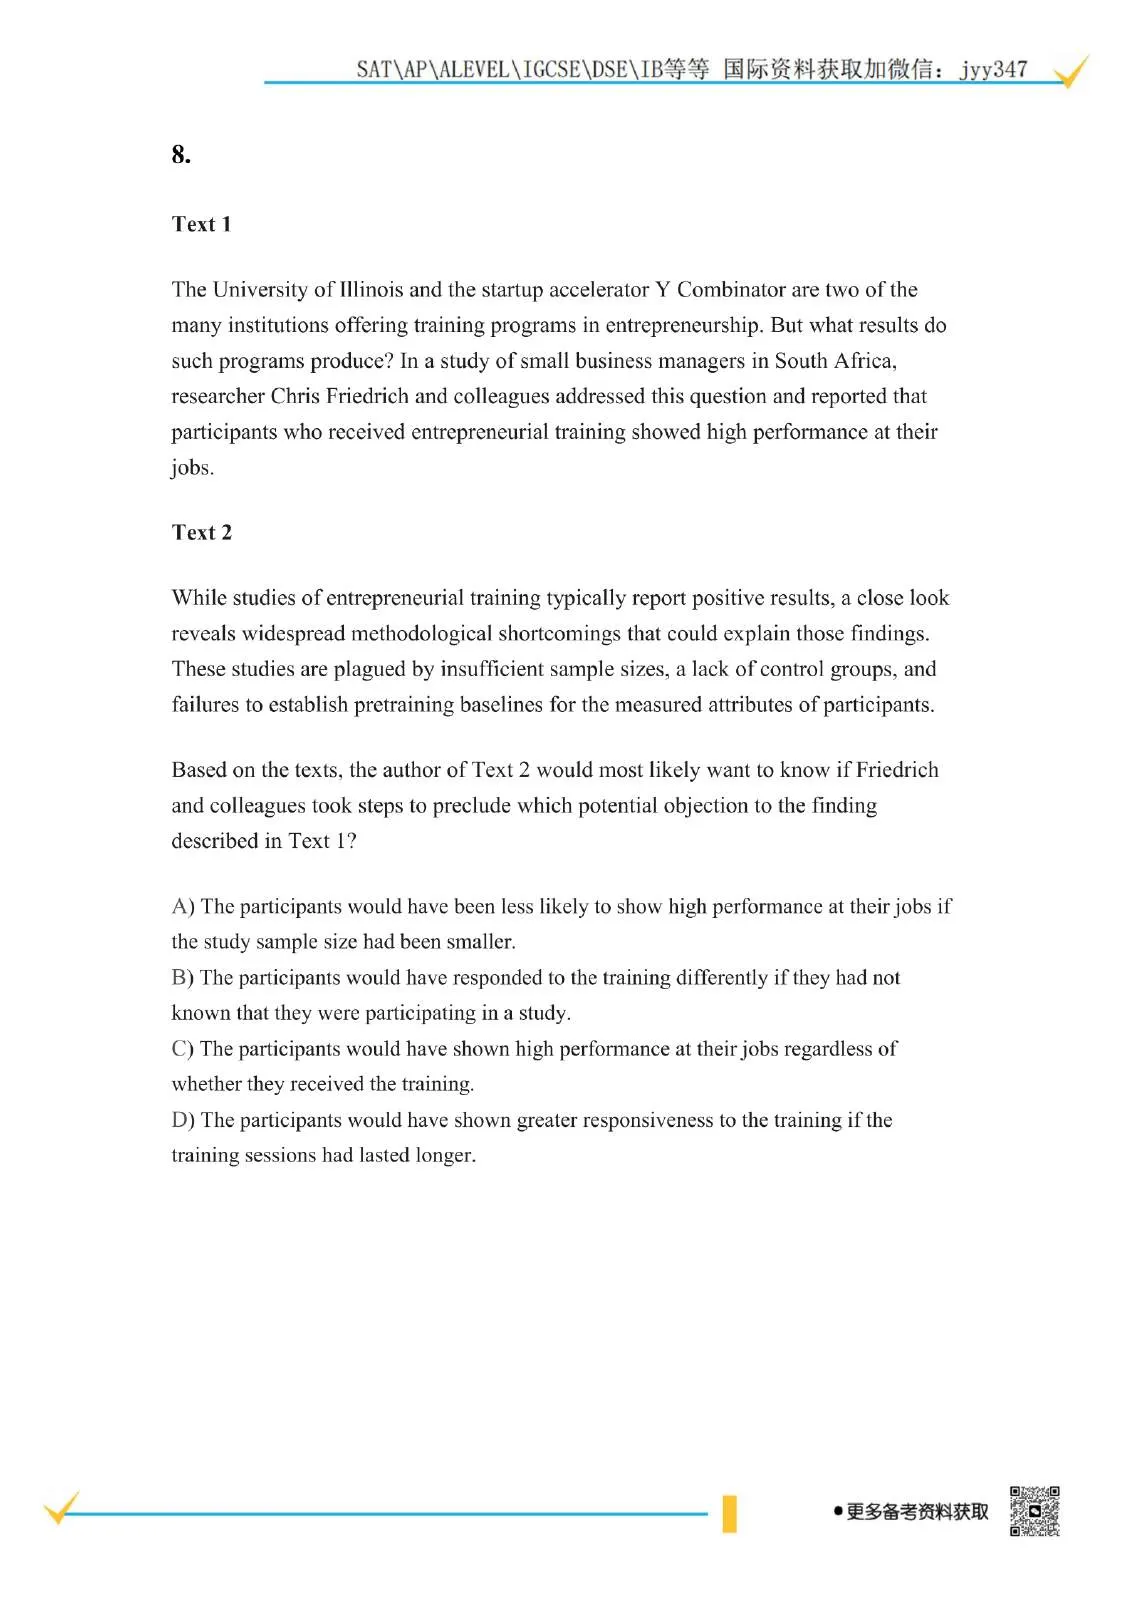 SAT\AP\ALEVEL\IGCSE\DSE\IB等等 国际资料获取加微信：jyy347
8.
Text 1
The University of Illinois and the startup accelerator Y Combinator are two of the
many institutions offering training programs in entrepreneurship. But what results do
such programs produce? In a study of small business managers in South Africa,
researcher Chris Friedrich and colleagues addressed this question and reported that
participants who received entrepreneurial training showed high performance at their
jobs.
Text 2
While studies of entrepreneurial training typically report positive results, a close look
reveals widespread methodological shortcomings that could explain those findings.
These studies are plagued by insufficient sample sizes, a lack of control groups, and
failures to establish pretraining baselines for the measured attributes of participants.
Based on the texts, the author of Text 2 would most likely want to know if Friedrich
and colleagues took steps to preclude which potential objection to the finding
described in Text 1?
A) The participants would have been less likely to show high performance at their jobs if
the study sample size had been smaller.
B) The participants would have responded to the training differently if they had not
known that they were participating in a study.
C) The participants would have shown high performance at their jobs regardless of
whether they received the training.
D) The participants would have shown greater responsiveness to the training if the
training sessions had lasted longer.
●更多备考资料获取